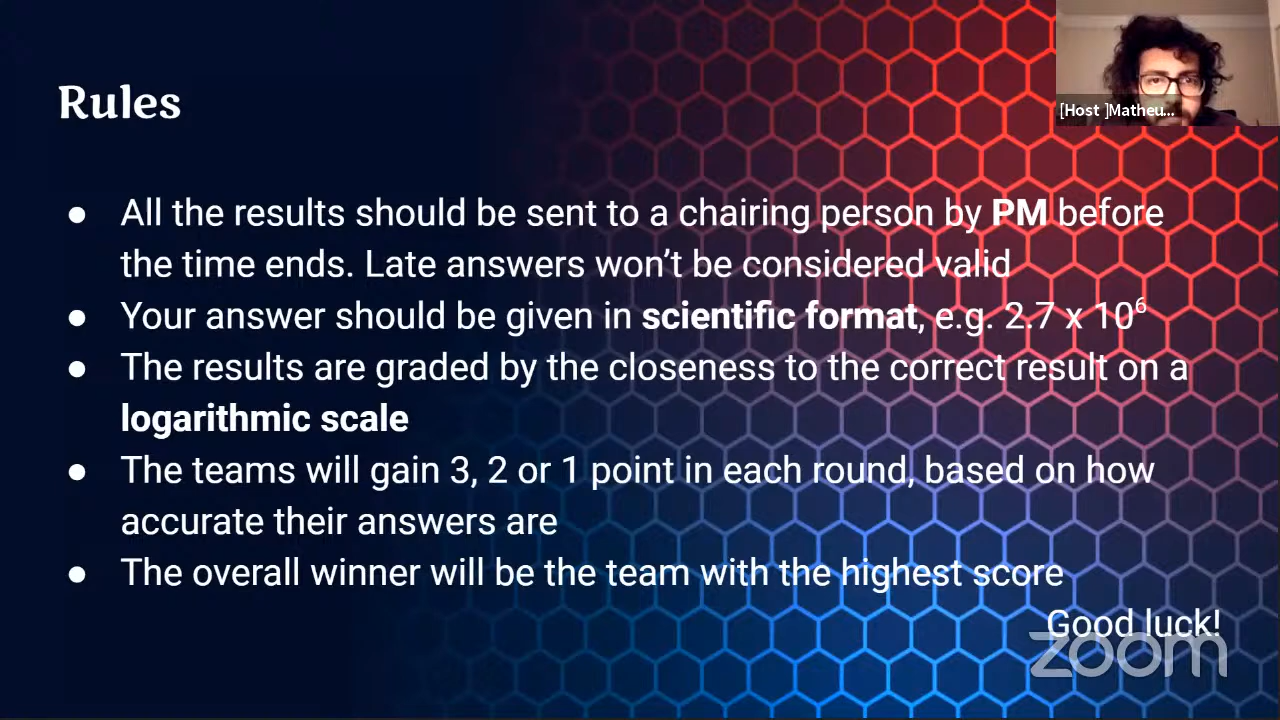 [Host ]Matheu...
Rules
● All the results should be sent to a chairing person by PM before
the time ends. Late answers won’t be considered valid
● Your answer should be given in scientific format, e.g. 2.7 x 10⁶
● The results are graded by the closeness to the correct result on a
logarithmic scale
● The teams will gain 3, 2 or 1 point in each round, based on how
accurate their answers are
● The overall winner will be the team with the highest score
Good luck!
zoom